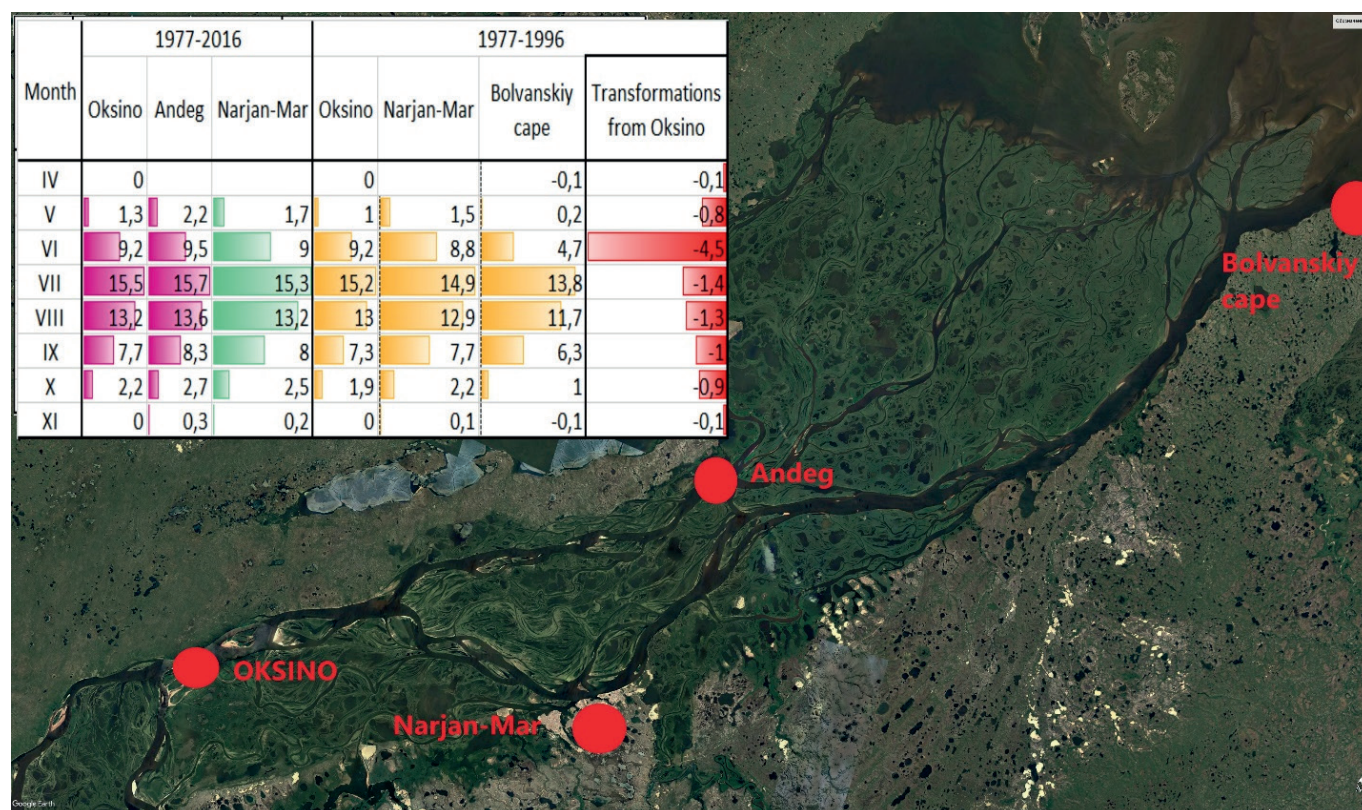 1977-2016 1977-1996
Month Oksino Andeg Narjan-Mar Oksino Narjan-Mar Bolvanskiy cape Transformations from Oksino
IV 0 0 -0,1 -0,1
V 1,3 2,2 1,7 1 1,5 0,2 -0,8
VI 9,2 9,5 9 9,2 8,8 4,7 -4,5
VII 15,5 15,7 15,3 15,2 14,9 13,8 -1,4
VIII 13,2 13,6 13,2 13 12,9 11,7 -1,3
IX 7,7 8,3 8 7,3 7,7 6,3 -1
X 2,2 2,7 2,5 1,9 2,2 1 -0,9
XI 0 0,3 0,2 0 0,1 -0,1 -0,1
Bolvanskiy
cape
Andeg
OKSINO
Narjan-Mar
Google Earth